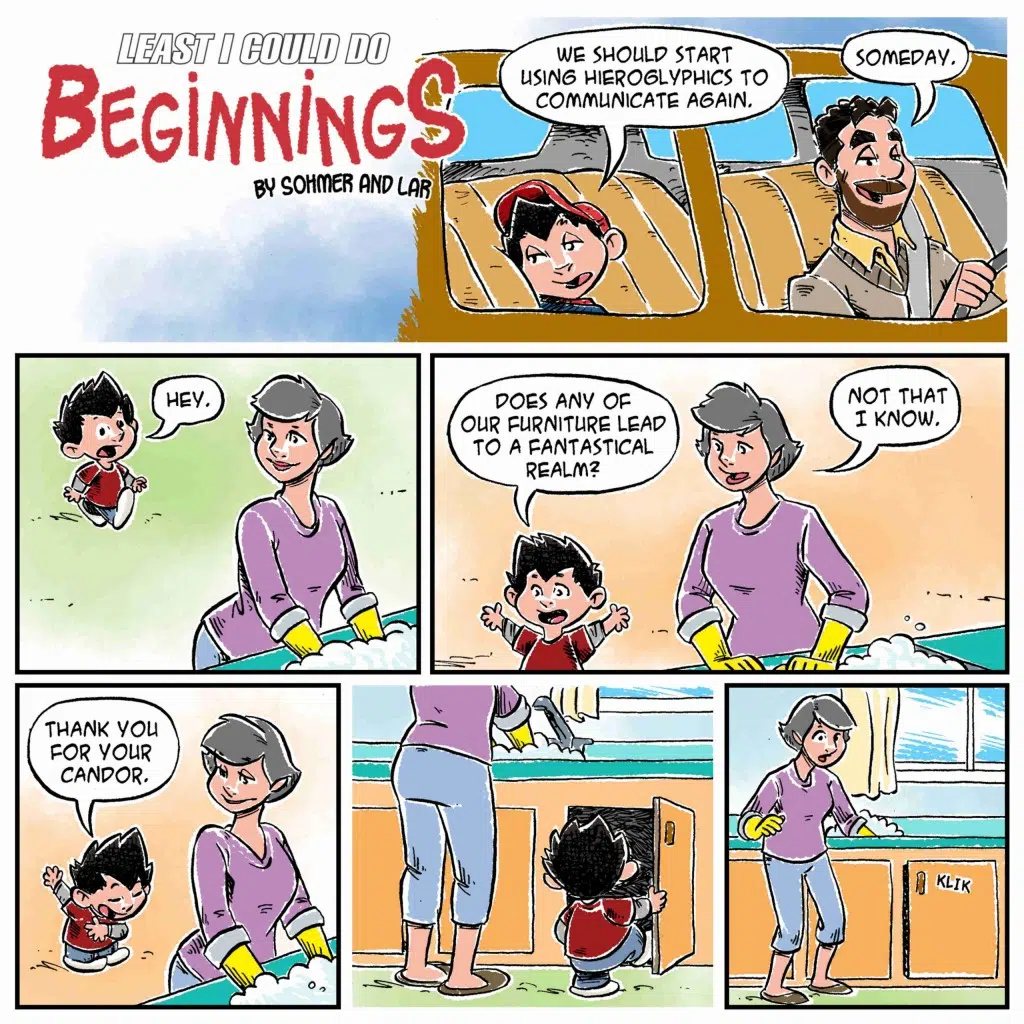 LEAST I COULD DO
BEGINNINGS
BY SOHMER AND LAR
WE SHOULD START
USING HIEROGLYPHICS TO
COMMUNICATE AGAIN.
SOMEDAY.
HEY.
DOES ANY OF
OUR FURNITURE LEAD
TO A FANTASTICAL
REALM?
NOT THAT
I KNOW.
THANK YOU
FOR YOUR
CANDOR.
KLIK